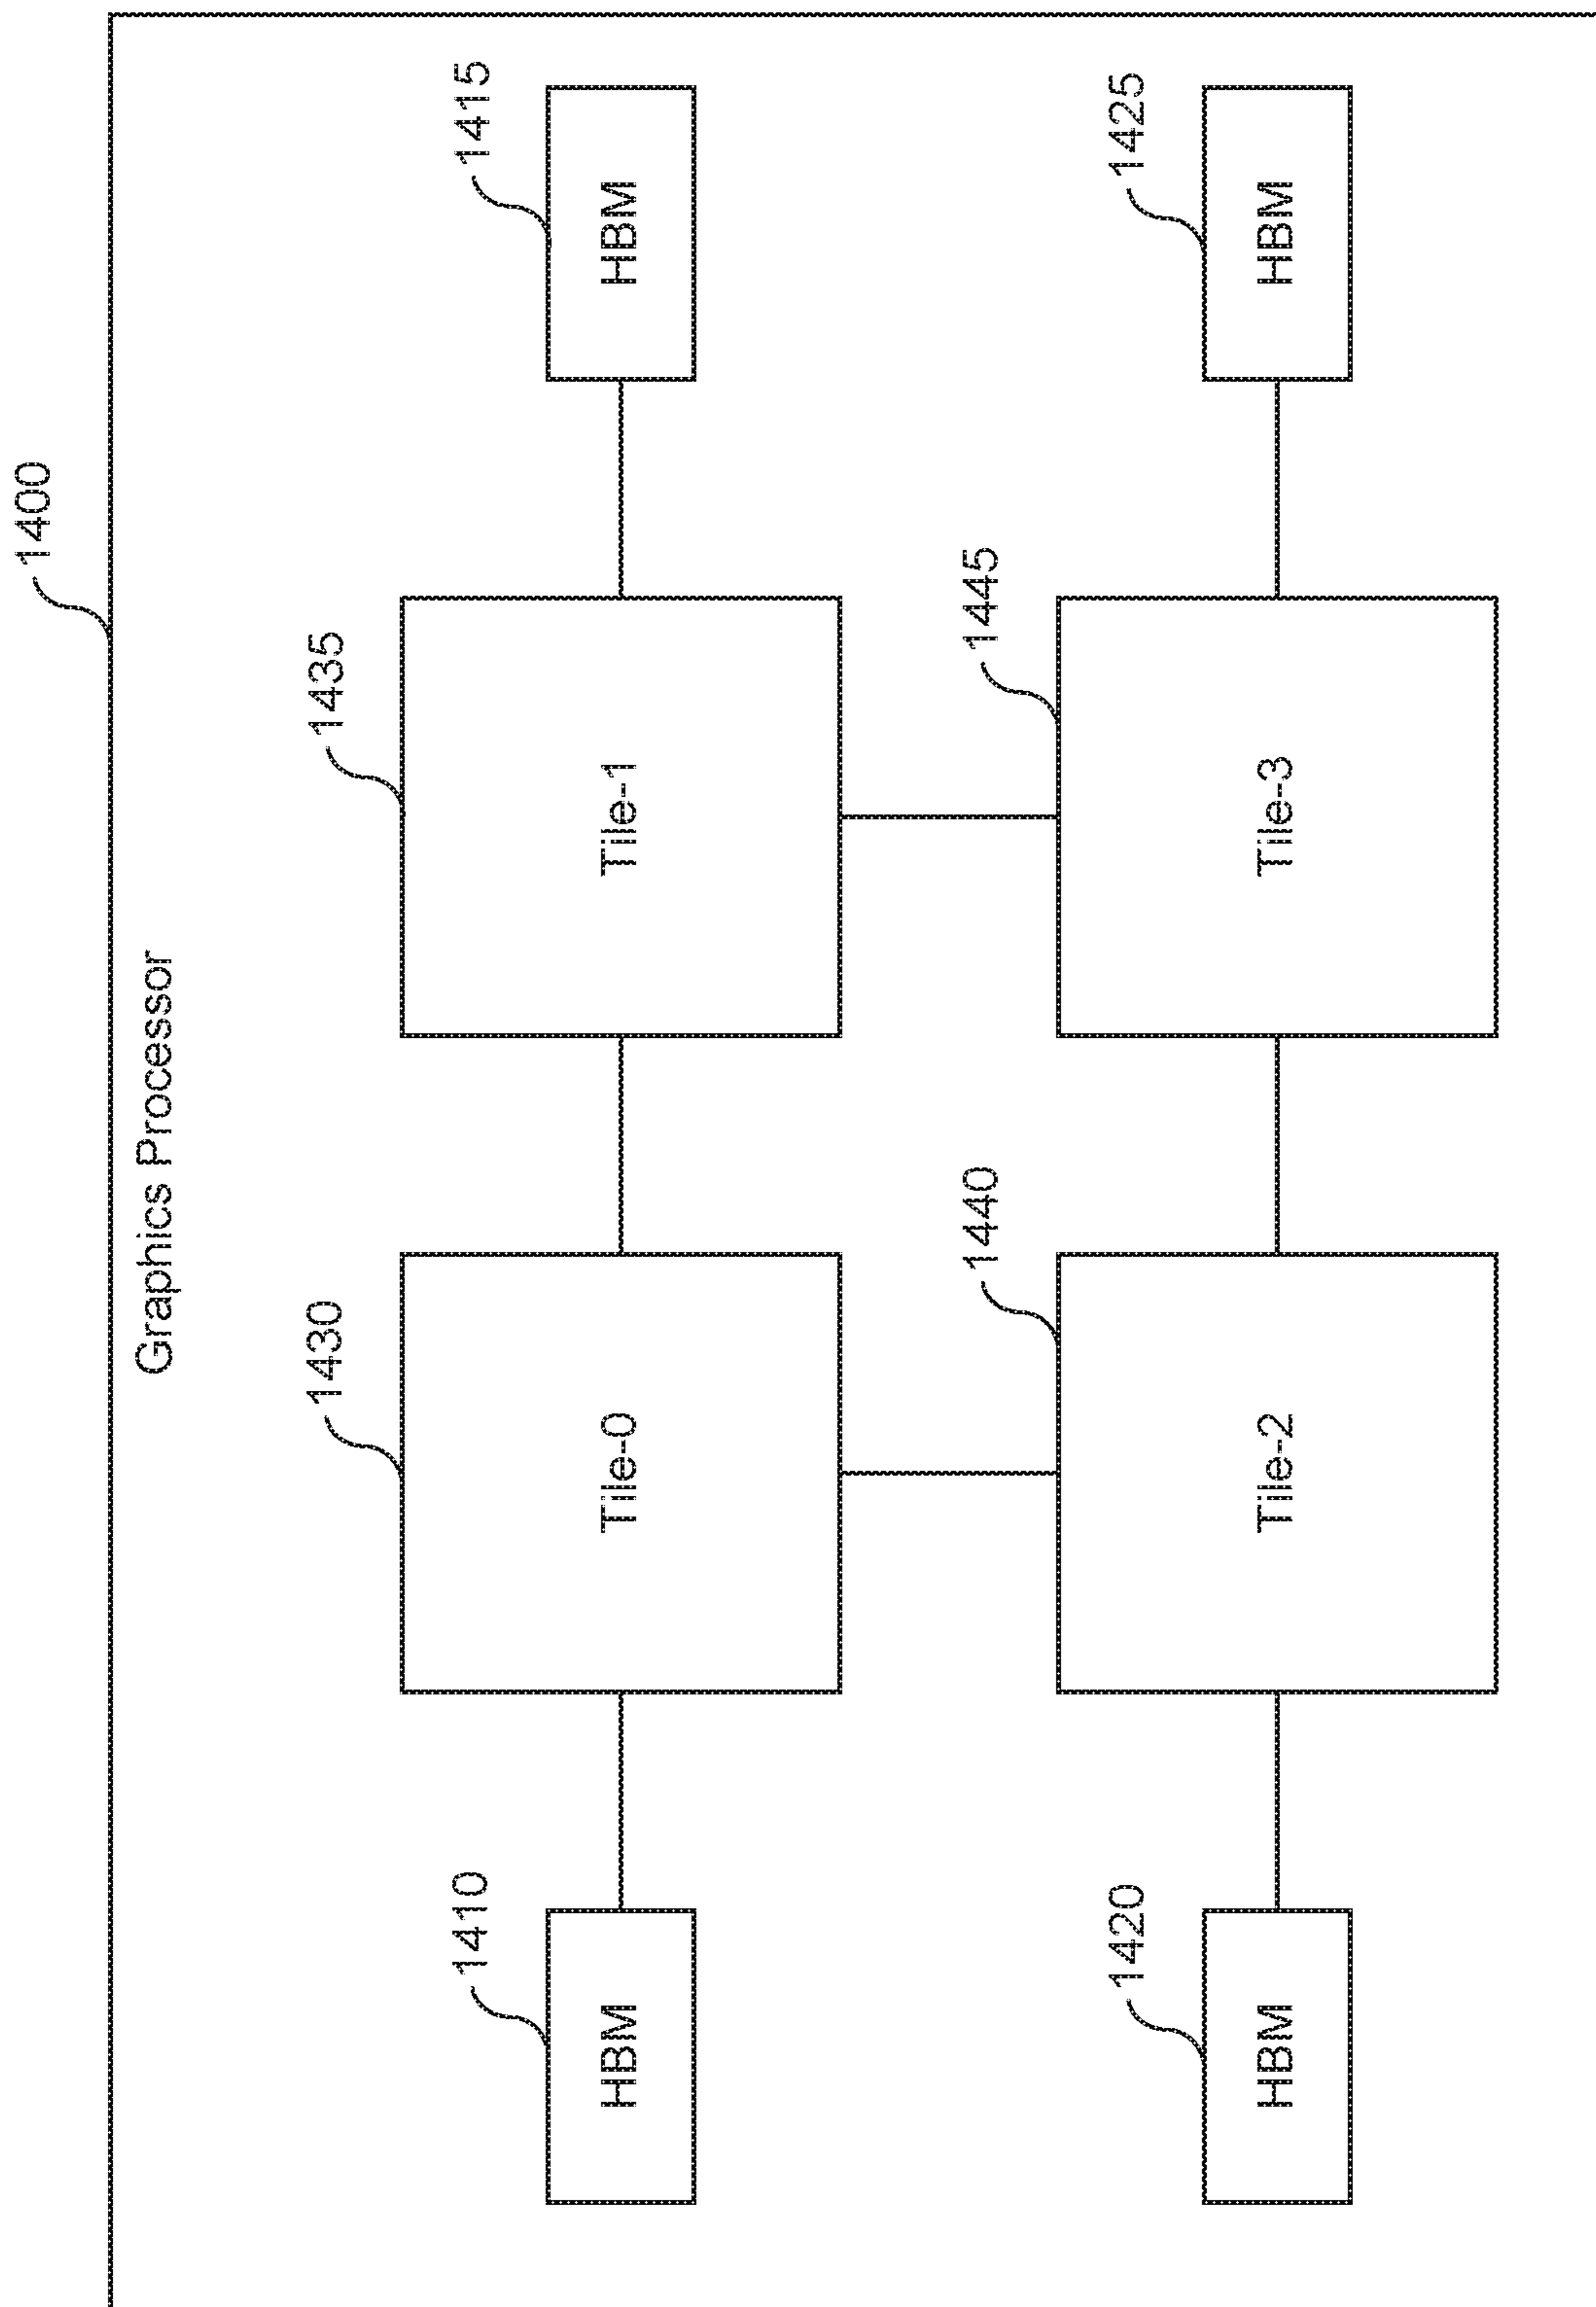 1400
Graphics Processor
1430
1435
1410
1415
HBM
Tile-0
Tile-1
HBM
1440
1445
1420
1425
HBM
Tile-2
Tile-3
HBM